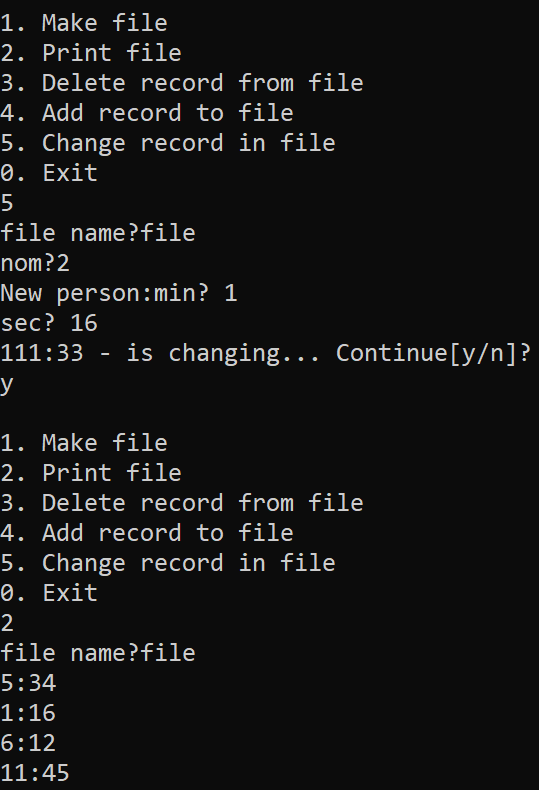 1. Make file
2. Print file
3. Delete record from file
4. Add record to file
5. Change record in file
0. Exit
5
file name?file
nom?2
New person:min? 1
sec? 16
111:33 - is changing... Continue[y/n]?
y

1. Make file
2. Print file
3. Delete record from file
4. Add record to file
5. Change record in file
0. Exit
2
file name?file
5:34
1:16
6:12
11:45